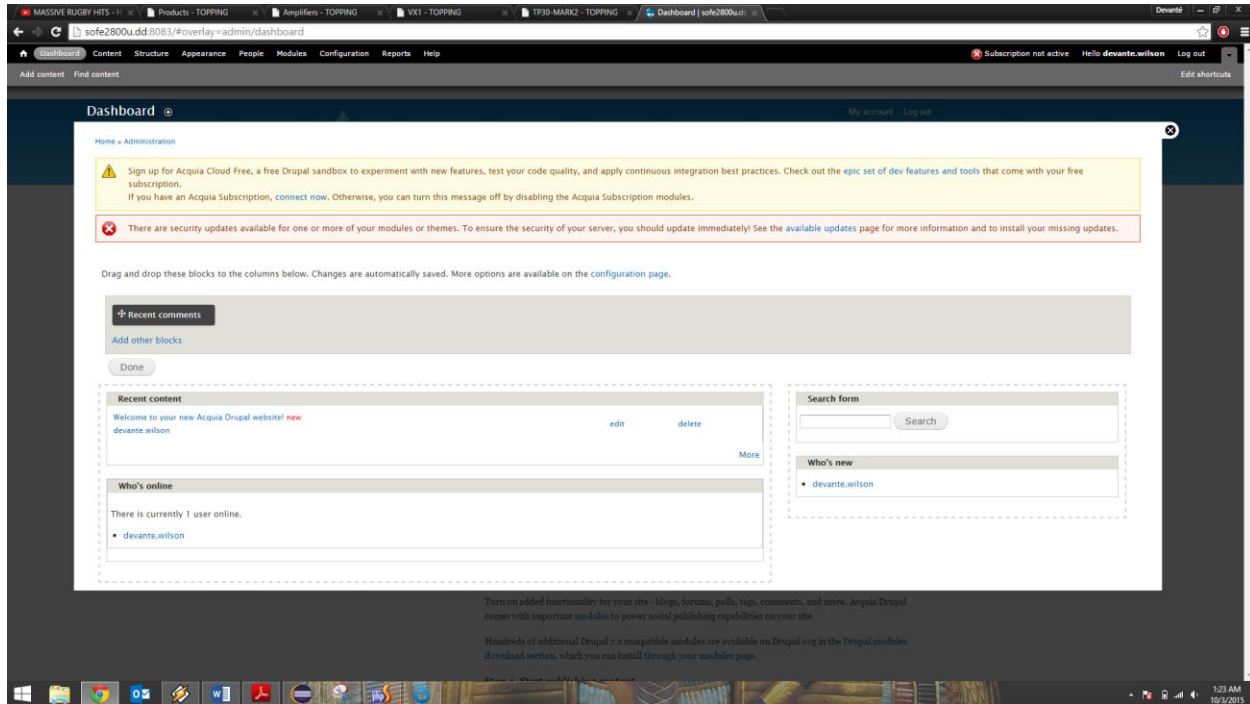 MASSIVE RUGBY HITS - H
Products - TOPPING
Amplifiers - TOPPING
VX1 - TOPPING
TP30-MARK2 - TOPPING
Dashboard | sofe2800u.dd
Devanté
sofe2800u.dd:8083/#overlay=admin/dashboard
Dashboard Content Structure Appearance People Modules Configuration Reports Help
Subscription not active Hello devante.wilson Log out
Add content Find content Edit shortcuts
Dashboard
My account Log out
Home » Administration
Sign up for Acquia Cloud Free, a free Drupal sandbox to experiment with new features, test your code quality, and apply continuous integration best practices. Check out the epic set of dev features and tools that come with your free
subscription.
If you have an Acquia Subscription, connect now. Otherwise, you can turn this message off by disabling the Acquia Subscription modules.
There are security updates available for one or more of your modules or themes. To ensure the security of your server, you should update immediately! See the available updates page for more information and to install your missing updates.
Drag and drop these blocks to the columns below. Changes are automatically saved. More options are available on the configuration page.
Recent comments
Add other blocks
Done
Recent content
Welcome to your new Acquia Drupal website! new
devante.wilson
edit delete
More
Who's online
There is currently 1 user online.
• devante.wilson
Search form
Search
Who's new
• devante.wilson
Turn on added functionality for your site - blogs, forums, polls, tags, comments, and more. Acquia Drupal
comes with important modules to power social publishing capabilities on your site.
Hundreds of additional Drupal 7.x compatible modules are available on Drupal.org in the Drupal modules
download section, which you can install through your modules page.
1:23 AM
10/3/2015